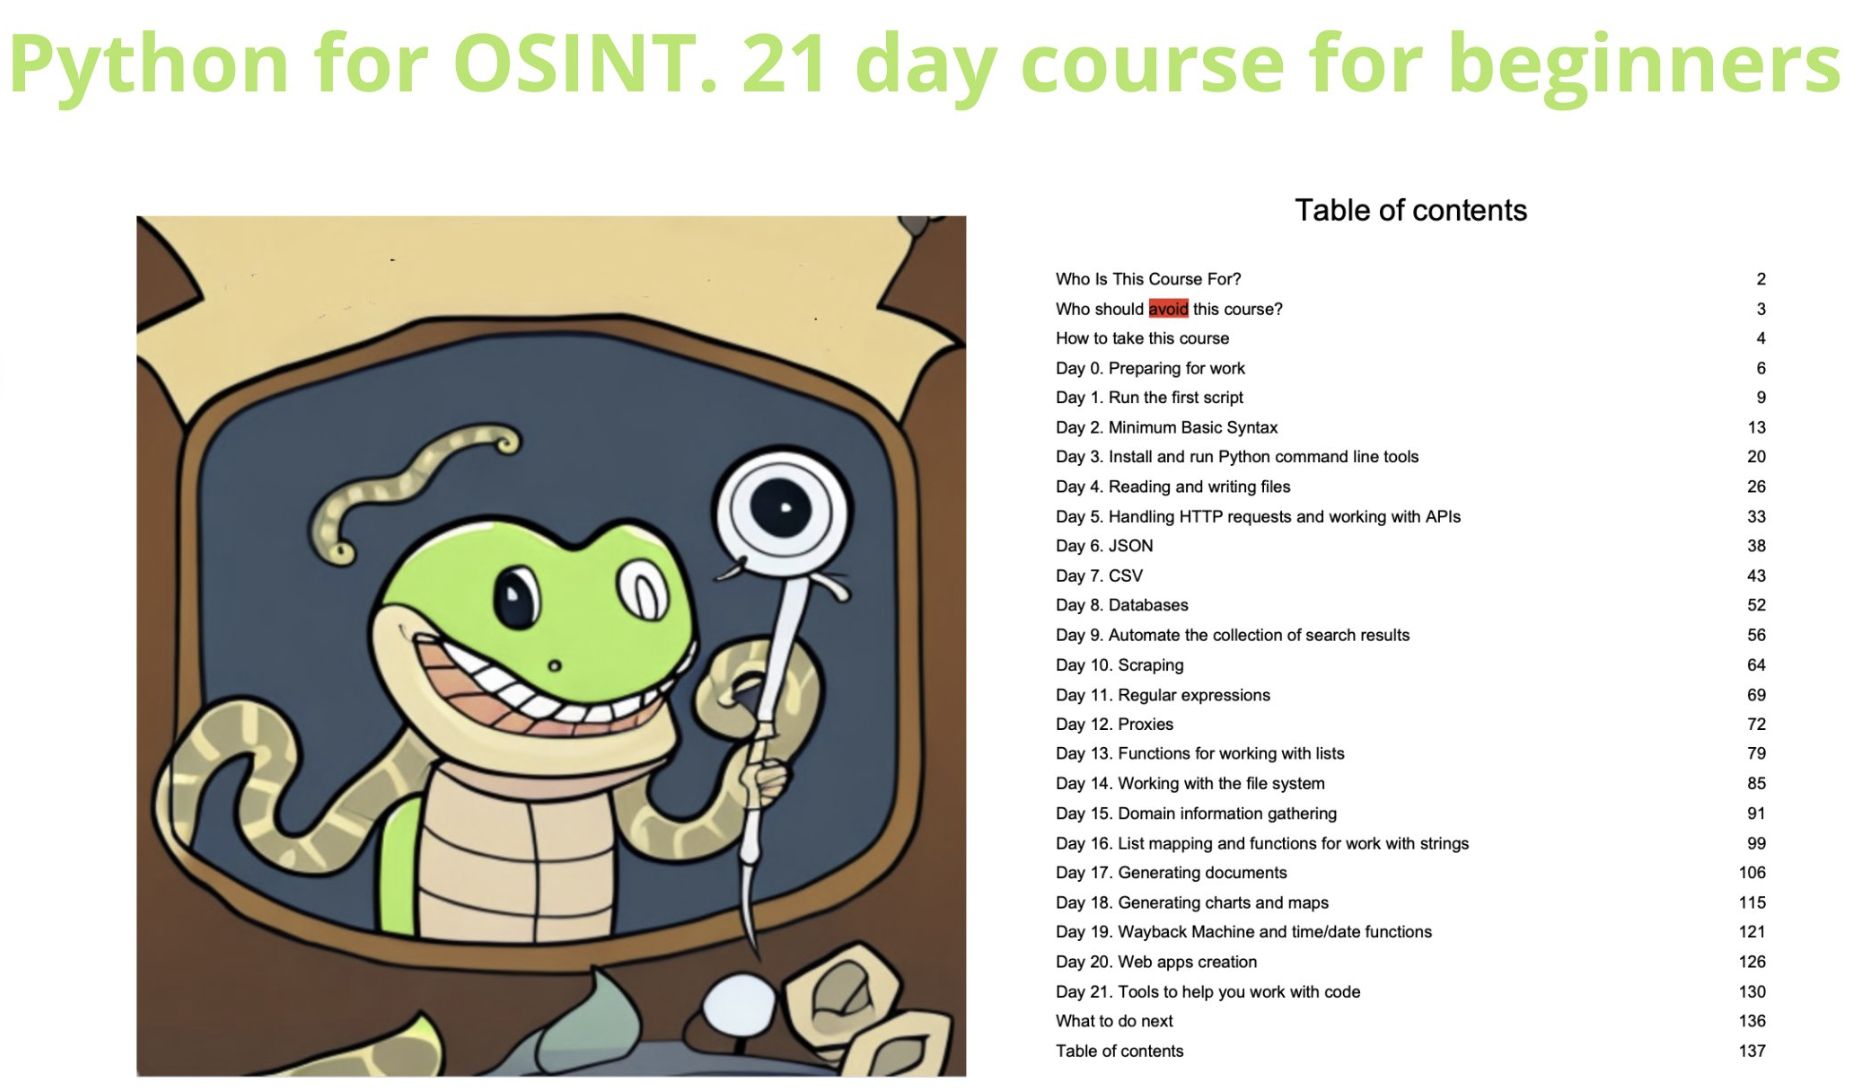 Python for OSINT. 21 day course for beginners
Table of contents
Who Is This Course For? 2
Who should avoid this course? 3
How to take this course 4
Day 0. Preparing for work 6
Day 1. Run the first script 9
Day 2. Minimum Basic Syntax 13
Day 3. Install and run Python command line tools 20
Day 4. Reading and writing files 26
Day 5. Handling HTTP requests and working with APIs 33
Day 6. JSON 38
Day 7. CSV 43
Day 8. Databases 52
Day 9. Automate the collection of search results 56
Day 10. Scraping 64
Day 11. Regular expressions 69
Day 12. Proxies 72
Day 13. Functions for working with lists 79
Day 14. Working with the file system 85
Day 15. Domain information gathering 91
Day 16. List mapping and functions for work with strings 99
Day 17. Generating documents 106
Day 18. Generating charts and maps 115
Day 19. Wayback Machine and time/date functions 121
Day 20. Web apps creation 126
Day 21. Tools to help you work with code 130
What to do next 136
Table of contents 137